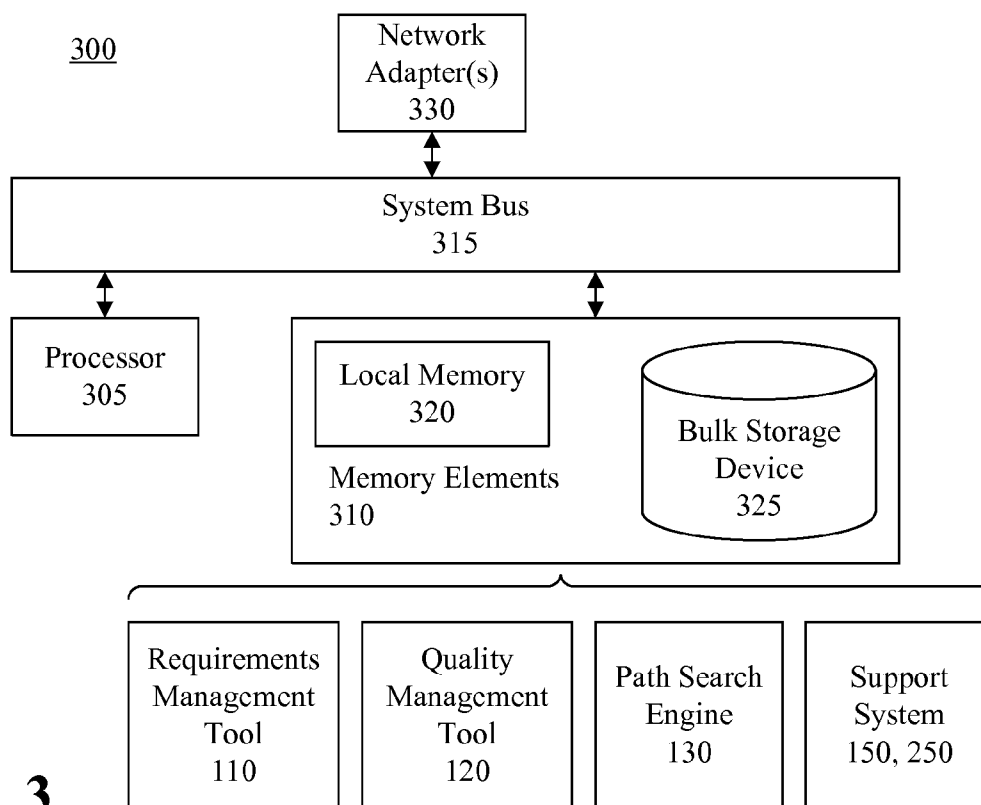 300
Network
Adapter(s)
330
System Bus
315
Processor
305
Local Memory
320
Memory Elements
310
Bulk Storage
Device
325
Requirements
Management
Tool
110
Quality
Management
Tool
120
Path Search
Engine
130
Support
System
150, 250
3